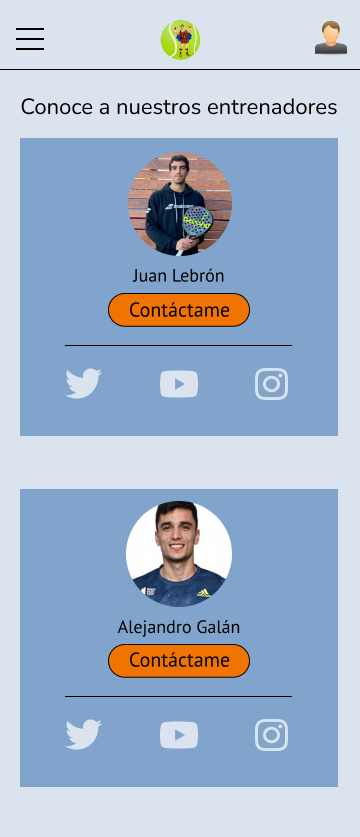 Conoce a nuestros entrenadores
Juan Lebrón
Contáctame
Alejandro Galán
Contáctame